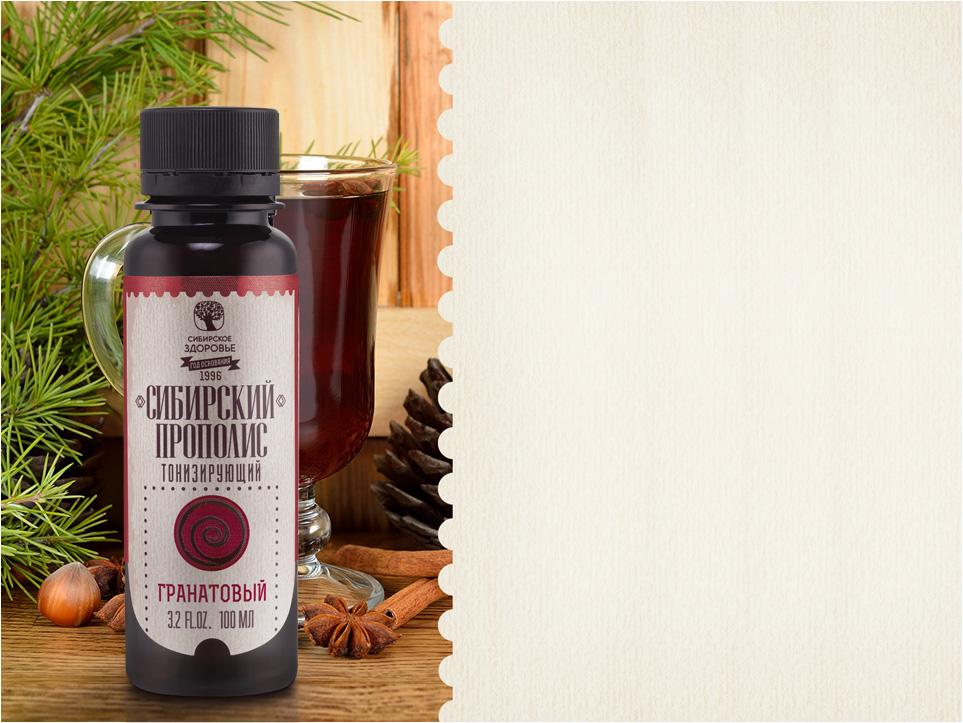 СИБИРСКОЕ
ЗДОРОВЬЕ
ГОД ОСНОВАНИЯ
1996
СИБИРСКИЙ
ПРОПОЛИС
ТОНИЗИРУЮЩИЙ
ГРАНАТОВЫЙ
3.2 FL.OZ. 100 МЛ